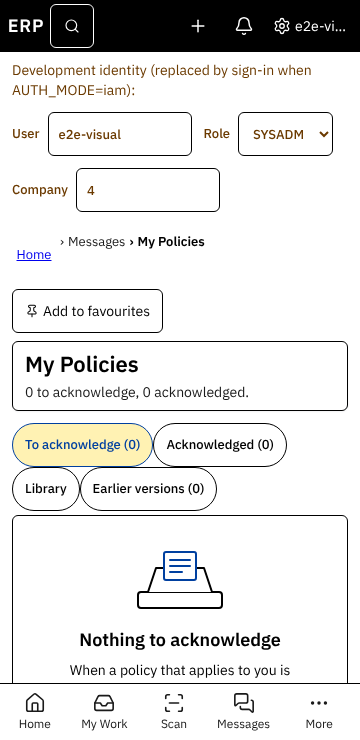 ERP
e2e-vi...
Development identity (replaced by sign-in when
AUTH_MODE=iam):
User e2e-visual Role SYSADM
Company 4
Home › Messages › My Policies
Add to favourites
My Policies
0 to acknowledge, 0 acknowledged.
To acknowledge (0) Acknowledged (0)
Library Earlier versions (0)
Nothing to acknowledge
When a policy that applies to you is
Home My Work Scan Messages More